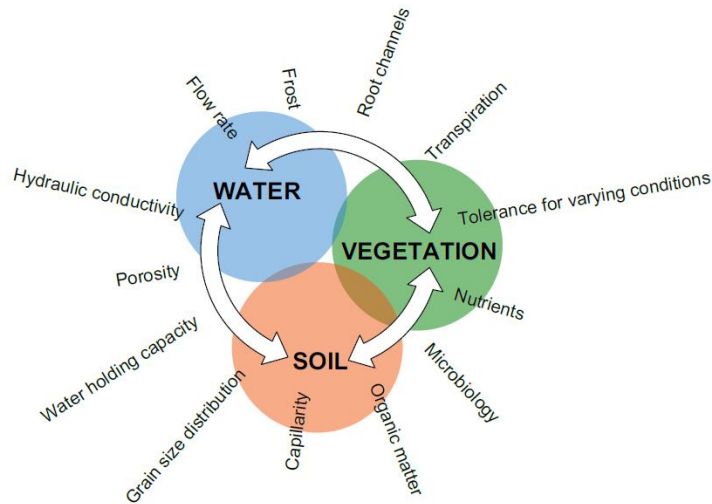 Root channels
Frost
Flow rate
Transpiration
Hydraulic conductivity
WATER
Tolerance for varying conditions
VEGETATION
Porosity
Nutrients
Water holding capacity
SOIL
Microbiology
Grain size distribution
Capillarity
Organic matter